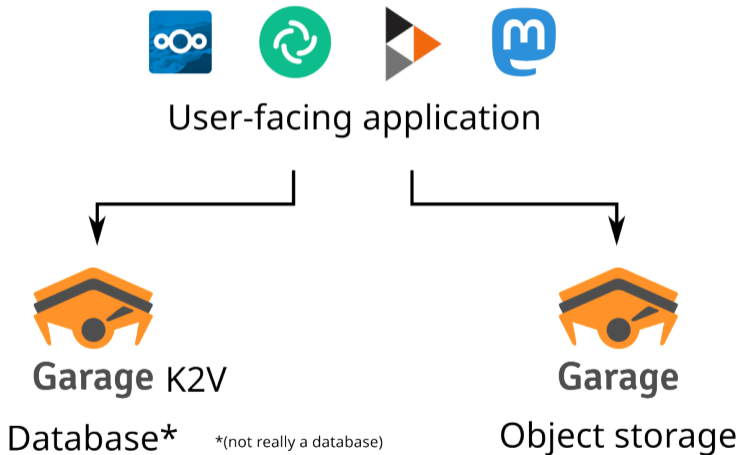 User-facing application
Garage K2V
Garage
Database* *(not really a database)
Object storage